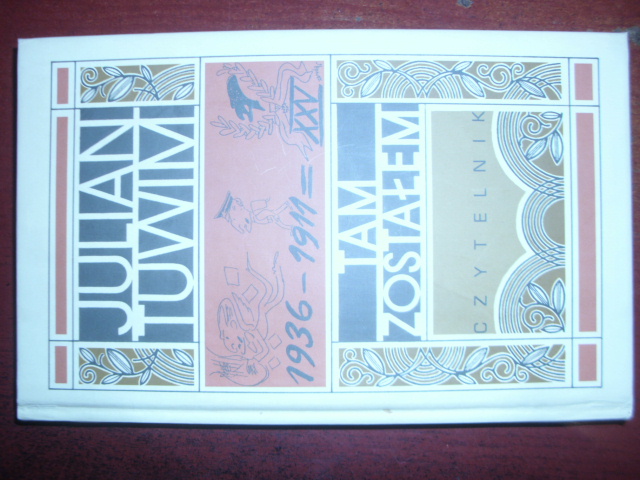 JULIAN
TUWIM
XXV
1936-1911=
TAM
ZOSTAŁEM
CZYTELNIK